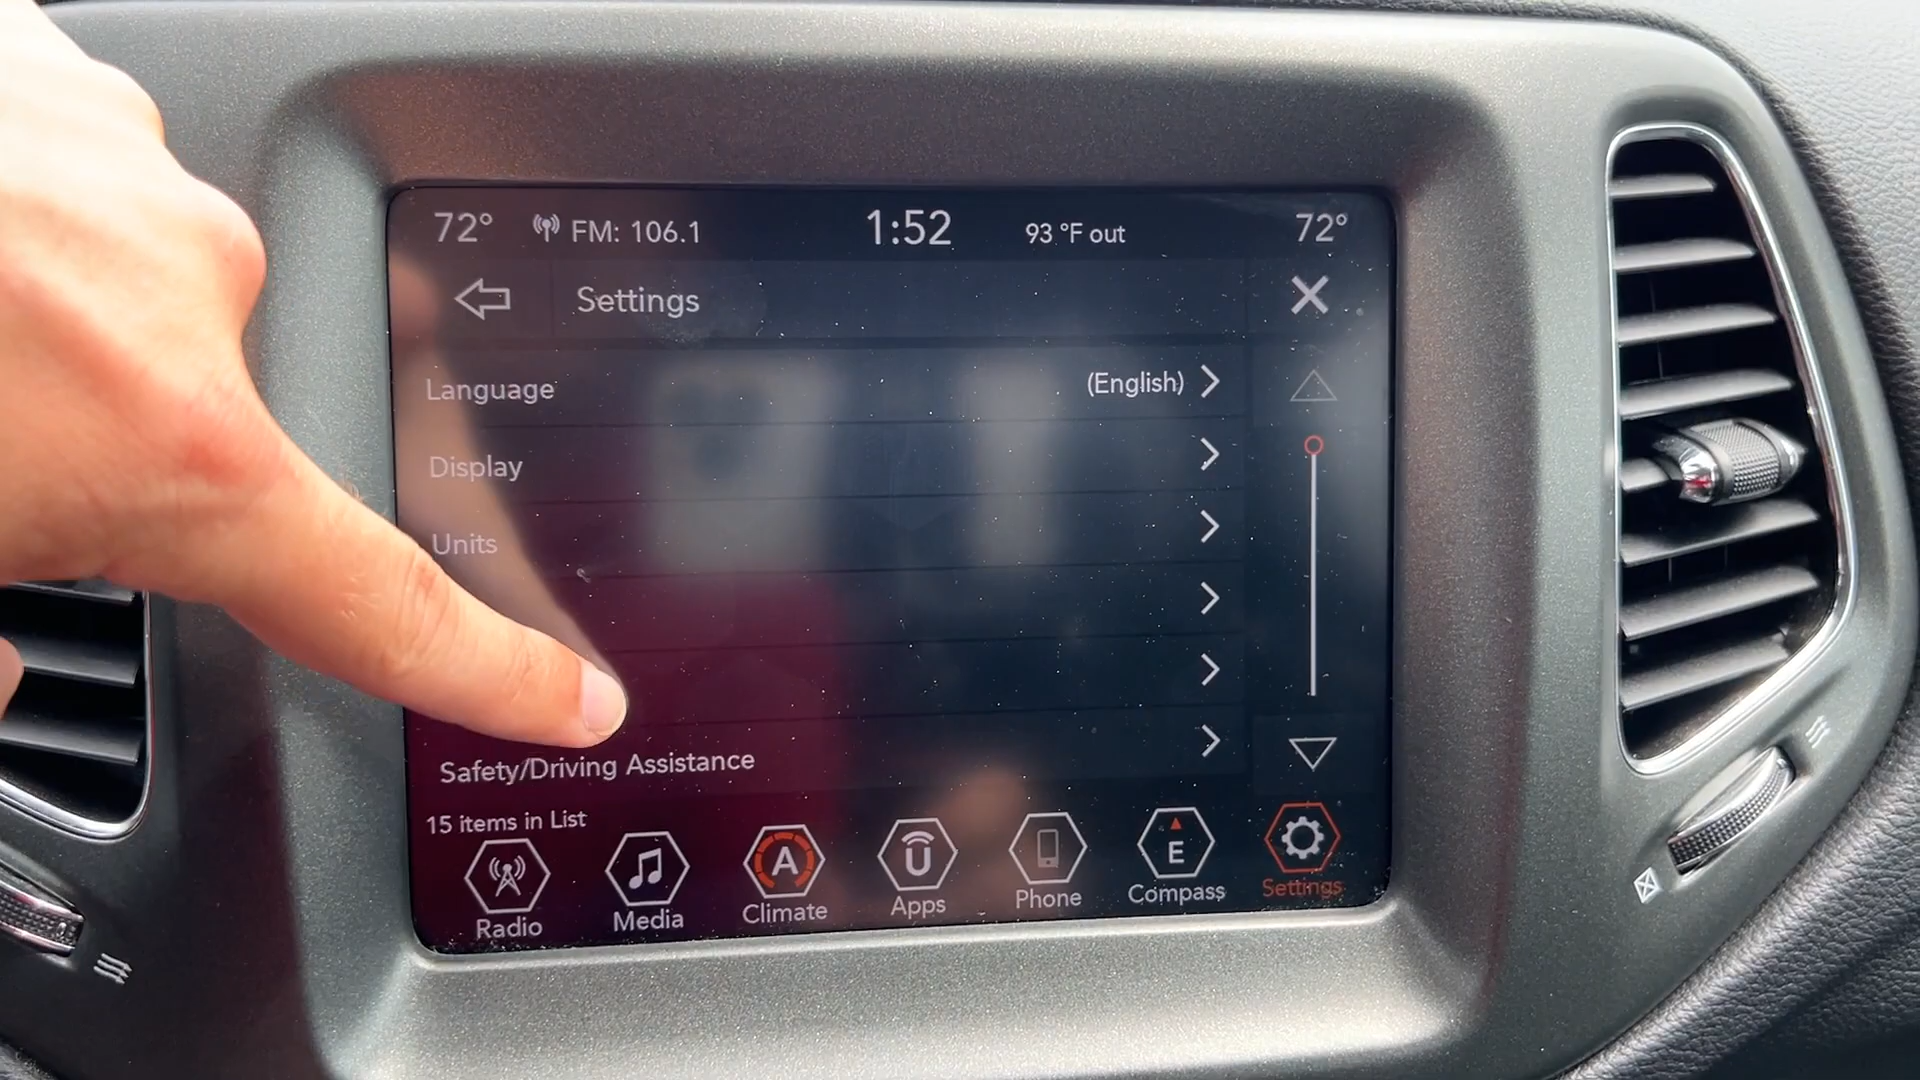 72° FM: 106.1 1:52 93 °F out 72°
Settings
Language (English)
Display
Units
Safety/Driving Assistance
15 items in List
Radio Media Climate Apps Phone Compass Settings
A U E